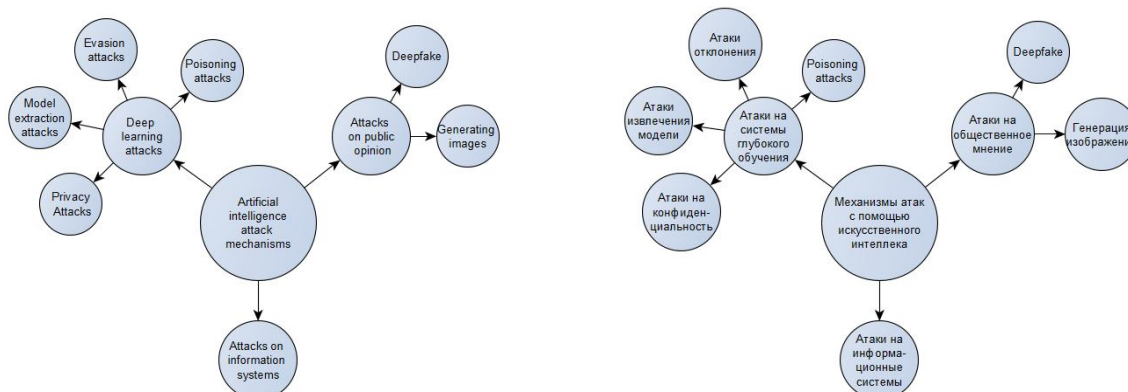 Evasion
attacks
Poisoning
attacks
Model
extraction
attacks
Deep
learning
attacks
Privacy
Attacks
Deepfake
Attacks
on public
opinion
Generating
images
Artificial
intelligence
attack
mechanisms
Attacks on
information
systems
Атаки
отклонения
Poisoning
attacks
Атаки
извлечения
модели
Атаки на
системы
глубокого
обучения
Атаки на
конфиден-
циальность
Deepfake
Атаки на
общественное
мнение
Генерация
изображений
Механизмы атак
с помощью
искусственного
интеллека
Атаки на
информа-
ционные
системы